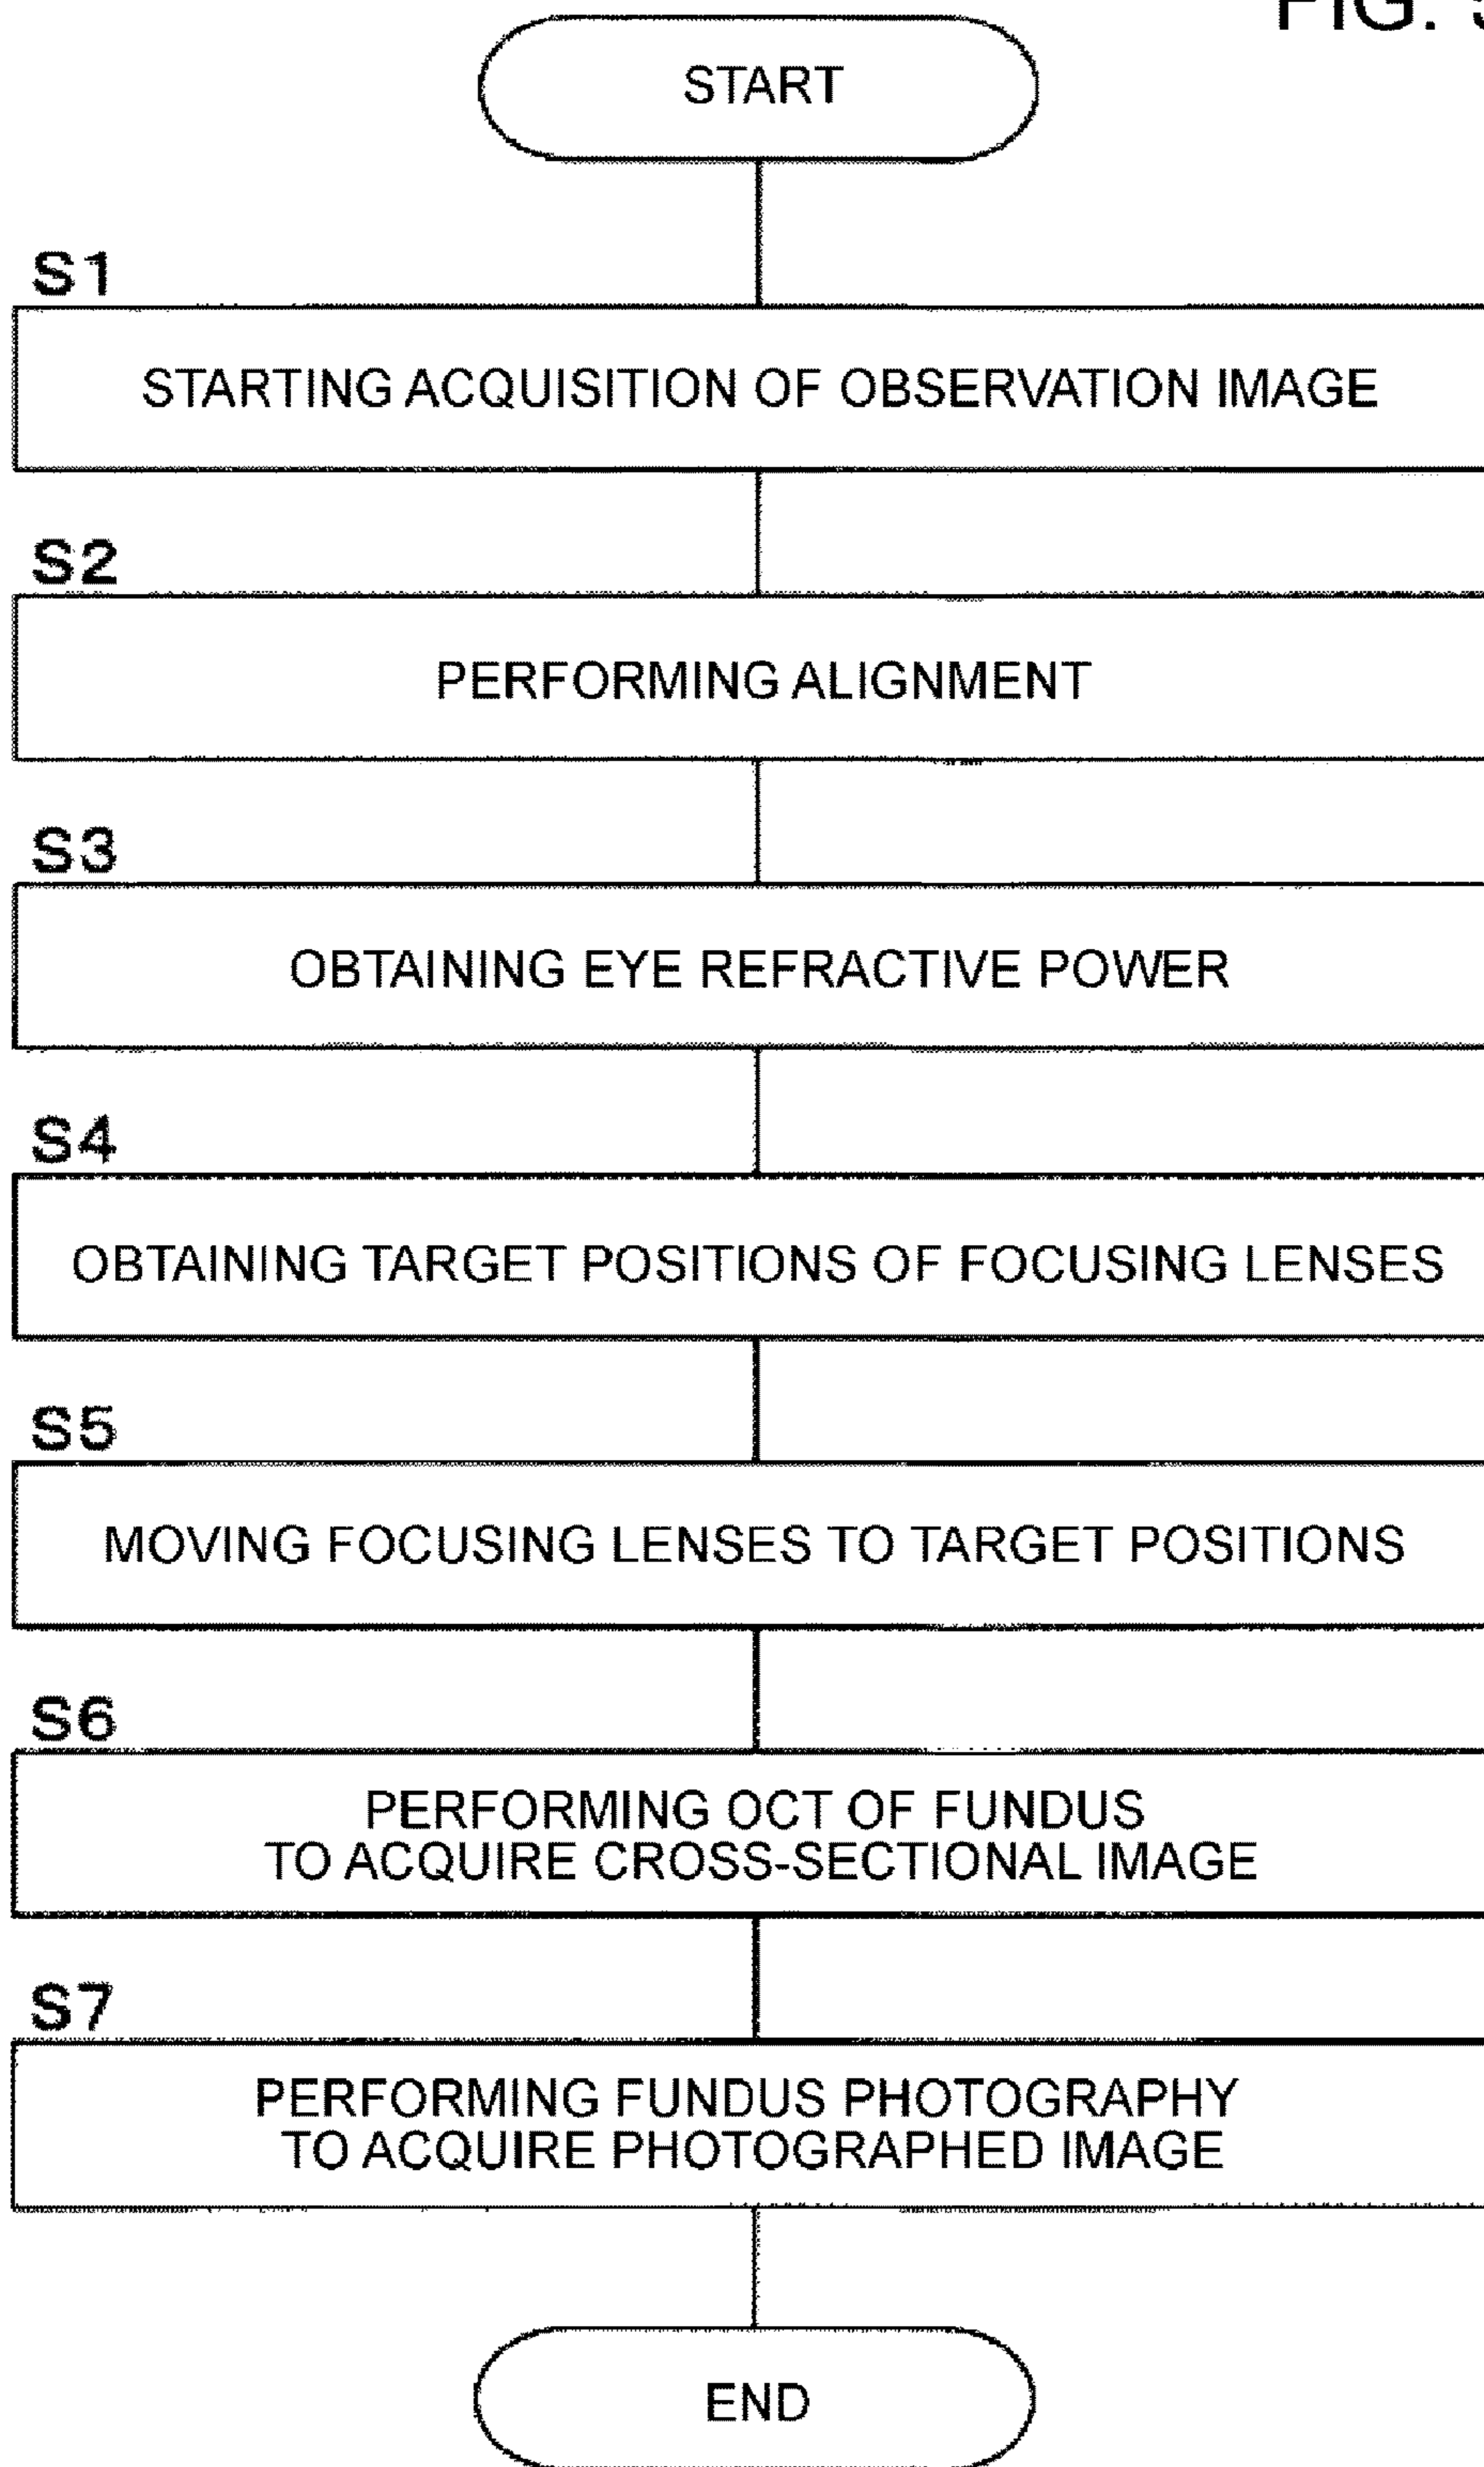 FIG. 5
START
S1
STARTING ACQUISITION OF OBSERVATION IMAGE
S2
PERFORMING ALIGNMENT
S3
OBTAINING EYE REFRACTIVE POWER
S4
OBTAINING TARGET POSITIONS OF FOCUSING LENSES
S5
MOVING FOCUSING LENSES TO TARGET POSITIONS
S6
PERFORMING OCT OF FUNDUS
TO ACQUIRE CROSS-SECTIONAL IMAGE
S7
PERFORMING FUNDUS PHOTOGRAPHY
TO ACQUIRE PHOTOGRAPHED IMAGE
END